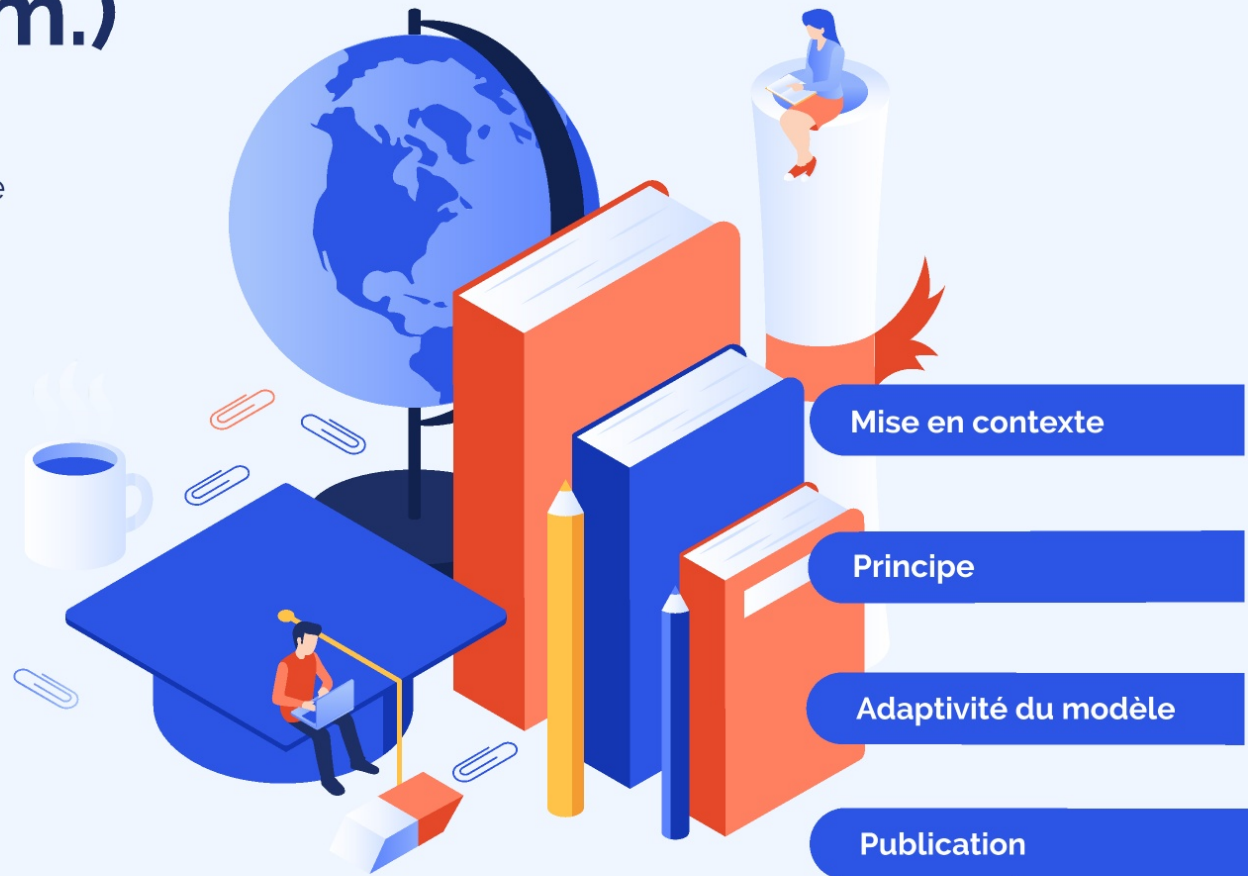 m.)
e
Mise en contexte
Principe
Adaptivité du modèle
Publication